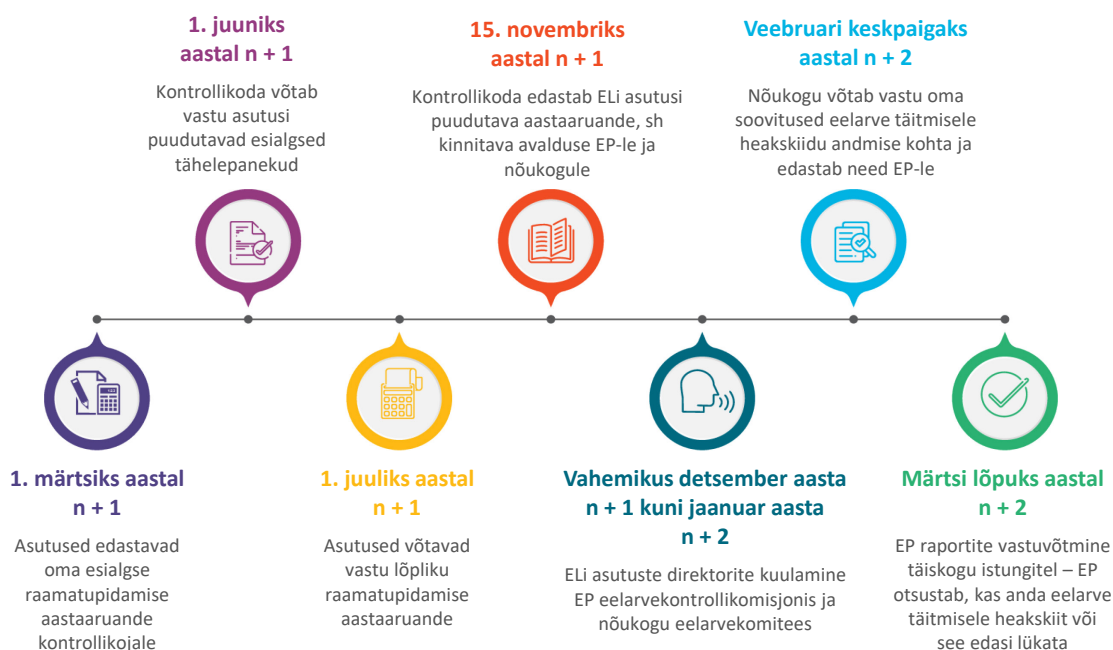 1. juuniks
aastal n + 1
Kontrollikoda võtab
vastu asutusi
puudutavad esialgsed
tähelepanekud
15. novembriks
aastal n + 1
Kontrollikoda edastab ELi asutusi
puudutava aastaaruande, sh
kinnitava avalduse EP-le ja
nõukogule
Veebruari keskpaigaks
aastal n + 2
Nõukogu võtab vastu oma
soovitused eelarve täitmisele
heakskiidu andmise kohta ja
edastab need EP-le
1. märtsiks aastal
n + 1
Asutused edastavad
oma esialgse
raamatupidamise
aastaaruande
kontrollikojale
1. juuliks aastal
n + 1
Asutused võtavad
vastu lõpliku
raamatupidamise
aastaaruande
Vahemikus detsember aasta
n + 1 kuni jaanuar aasta
n + 2
ELi asutuste direktorite kuulamine
EP eelarvekontrollikomisjonis ja
nõukogu eelarvekomitees
Märtsi lõpuks aastal
n + 2
EP raportite vastuvõtmine
täiskogu istungitel – EP
otsustab, kas anda eelarve
täitmisele heakskiit või
see edasi lükata